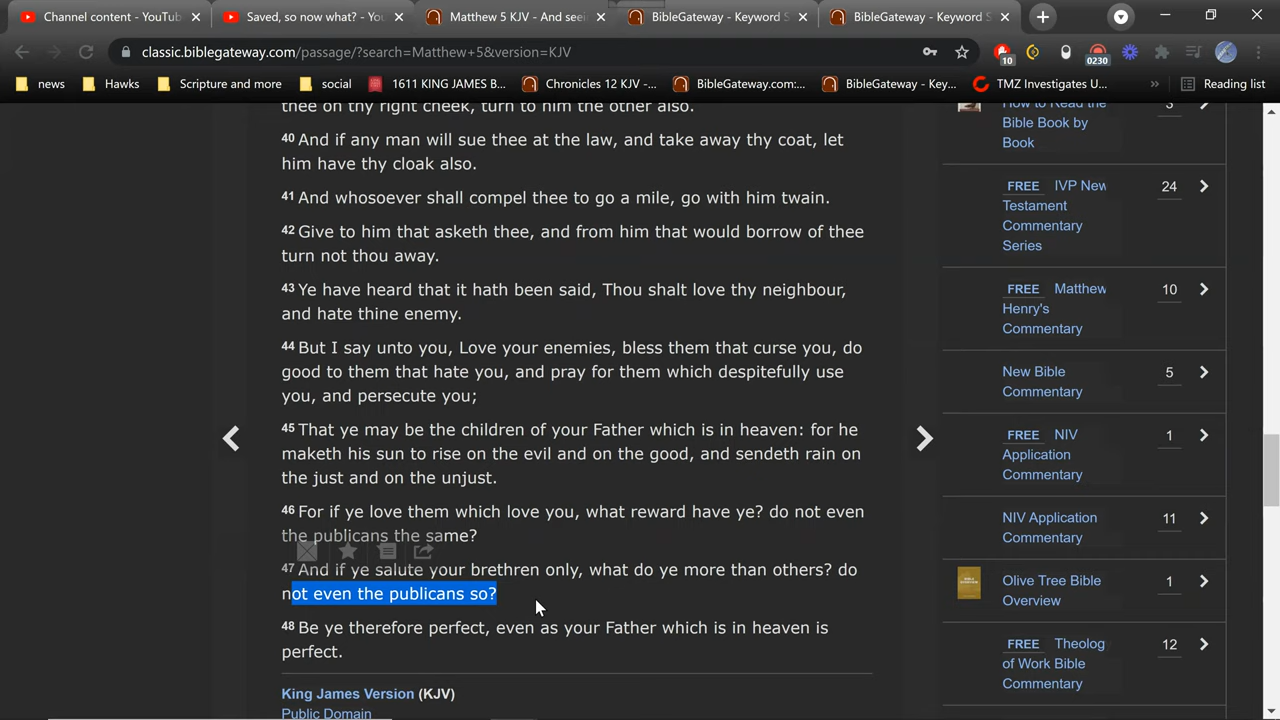 Channel content - YouTube
Saved, so now what? - You
Matthew 5 KJV - And seei
BibleGateway - Keyword S
BibleGateway - Keyword S
classic.biblegateway.com/passage/?search=Matthew+5&version=KJV
10
0230
news
Hawks
Scripture and more
social
1611 KING JAMES B...
Chronicles 12 KJV -...
BibleGateway.com:...
BibleGateway - Key...
TMZ Investigates U...
»
Reading list
thee on thy right cheek, turn to him the other also.
40 And if any man will sue thee at the law, and take away thy coat, let
him have thy cloak also.
41 And whosoever shall compel thee to go a mile, go with him twain.
42 Give to him that asketh thee, and from him that would borrow of thee
turn not thou away.
43 Ye have heard that it hath been said, Thou shalt love thy neighbour,
and hate thine enemy.
44 But I say unto you, Love your enemies, bless them that curse you, do
good to them that hate you, and pray for them which despitefully use
you, and persecute you;
45 That ye may be the children of your Father which is in heaven: for he
maketh his sun to rise on the evil and on the good, and sendeth rain on
the just and on the unjust.
46 For if ye love them which love you, what reward have ye? do not even
the publicans the same?
47 And if ye salute your brethren only, what do ye more than others? do
not even the publicans so?
48 Be ye therefore perfect, even as your Father which is in heaven is
perfect.
King James Version (KJV)
Public Domain
How to Read the
Bible Book by
Book
3
FREE IVP New
Testament
Commentary
Series
24
FREE Matthew
Henry's
Commentary
10
New Bible
Commentary
5
FREE NIV
Application
Commentary
1
NIV Application
Commentary
11
Olive Tree Bible
Overview
1
FREE Theolog
of Work Bible
Commentary
12